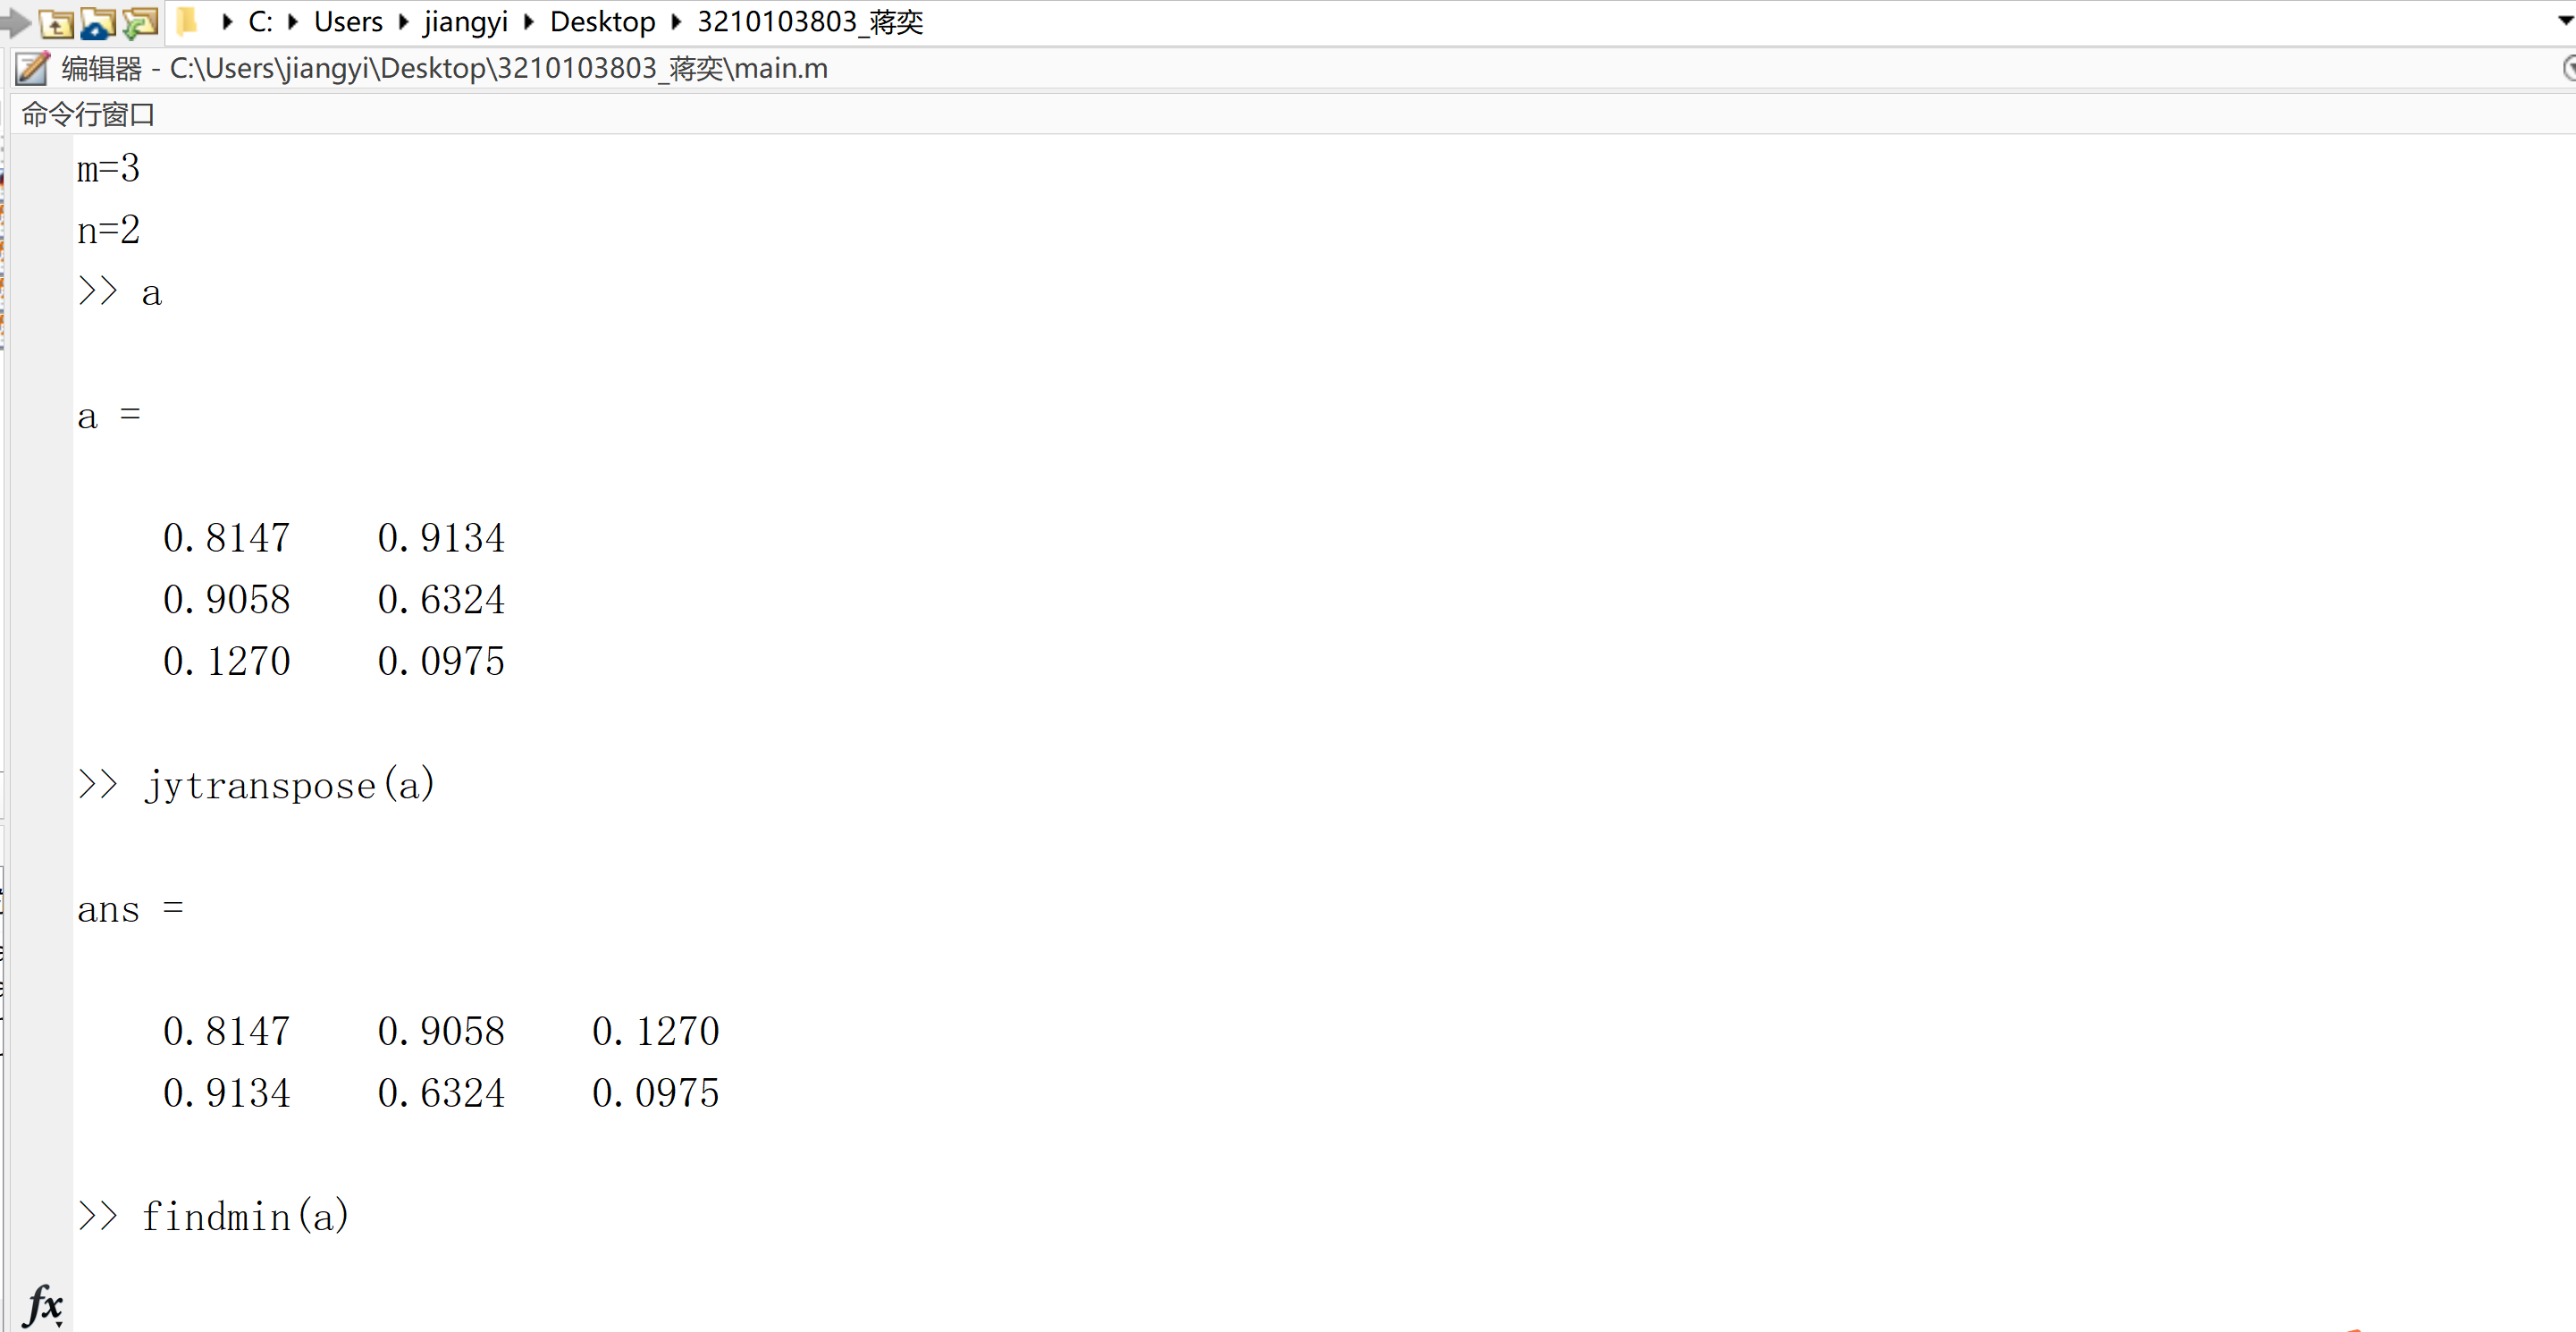 C: Users jiangyi Desktop 3210103803_蒋奕
编辑器 - C:\Users\jiangyi\Desktop\3210103803_蒋奕\main.m
命令行窗口
m=3
n=2
>> a
a =
0.8147 0.9134
0.9058 0.6324
0.1270 0.0975
>> jytranspose(a)
ans =
0.8147 0.9058 0.1270
0.9134 0.6324 0.0975
>> findmin(a)
fx